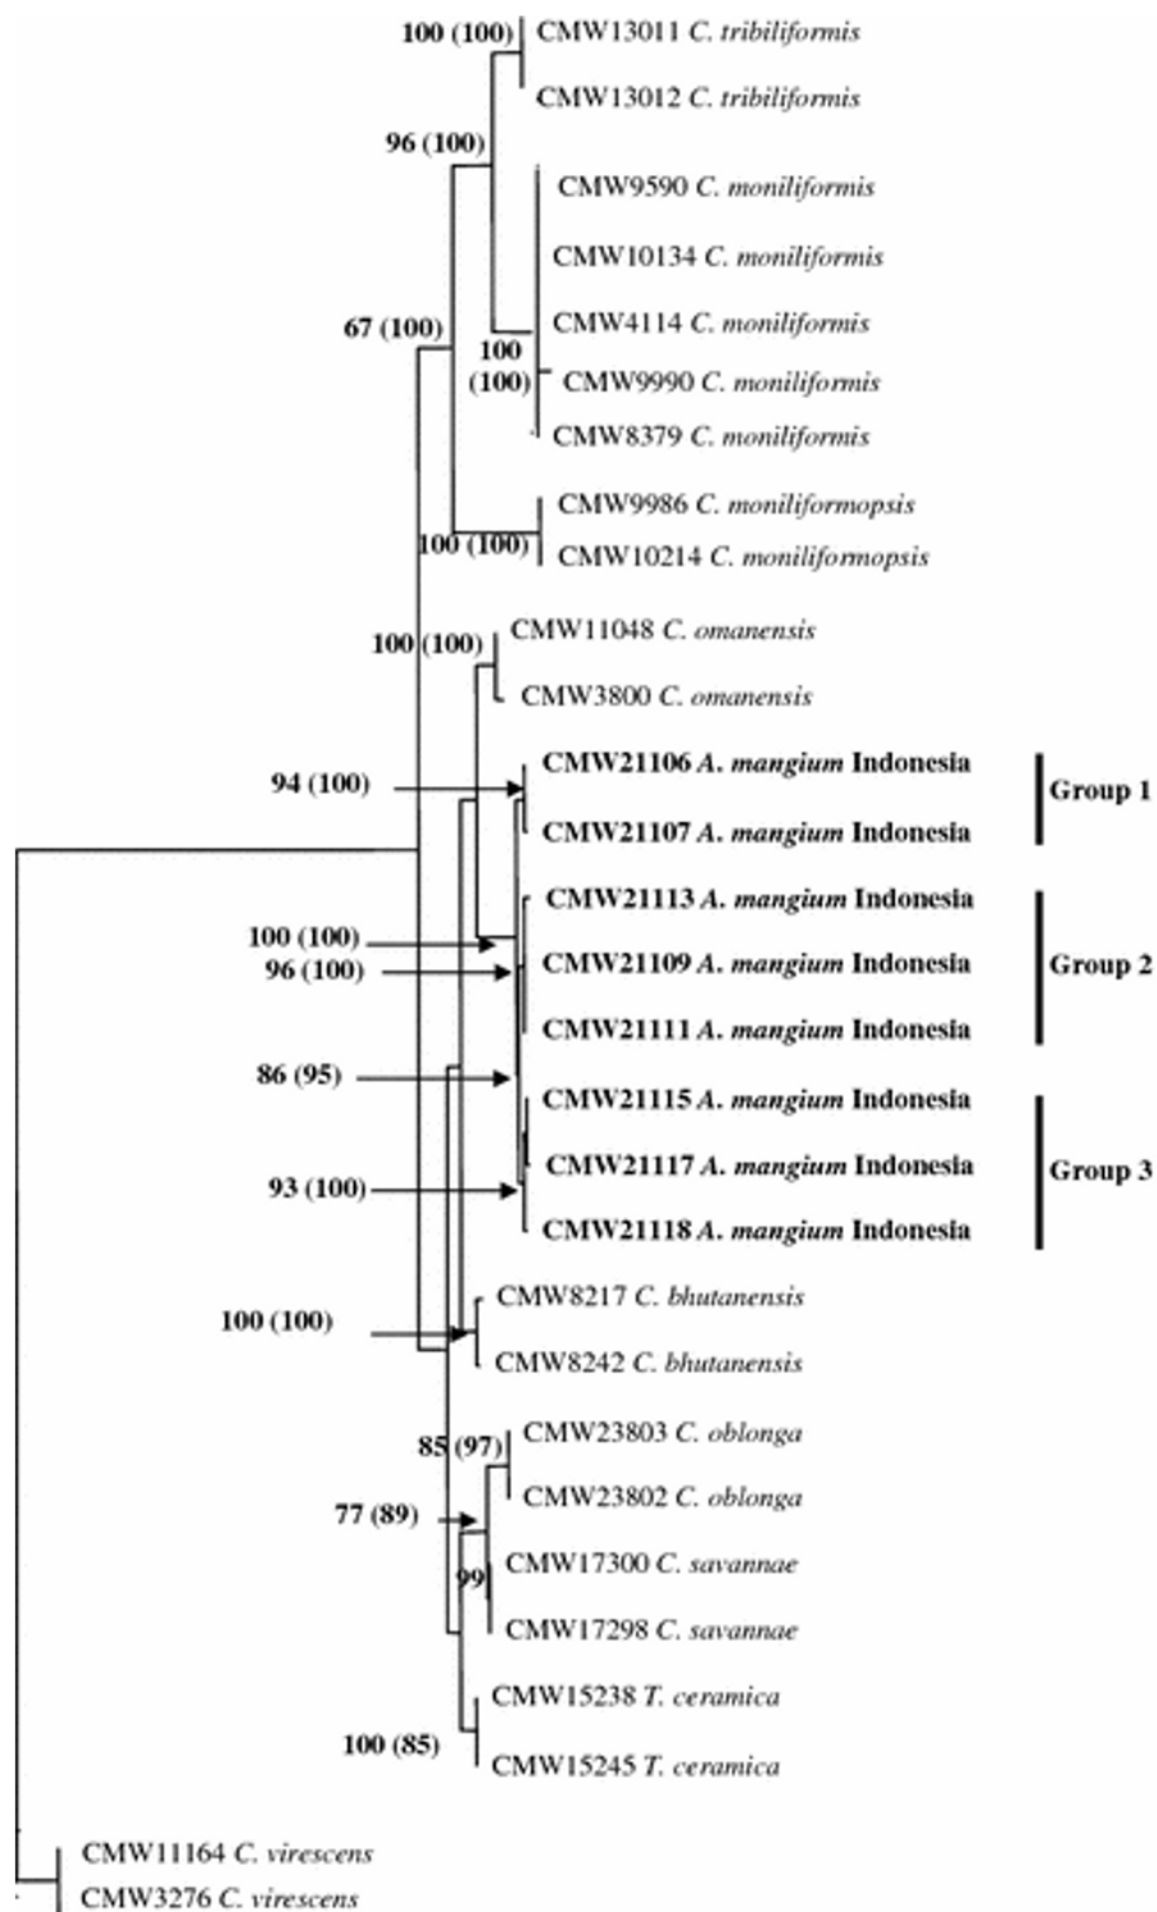 100 (100) CMW13011 C. tribiliformis
CMW13012 C. tribiliformis
96 (100)
CMW9590 C. moniliformis
CMW10134 C. moniliformis
67 (100)
CMW4114 C. moniliformis
100
(100)
CMW9990 C. moniliformis
CMW8379 C. moniliformis
CMW9986 C. moniliformopsis
100 (100)
CMW10214 C. moniliformopsis
CMW11048 C. omanensis
100 (100)
CMW3800 C. omanensis
CMW21106 A. mangium Indonesia
94 (100)
Group 1
CMW21107 A. mangium Indonesia
CMW21113 A. mangium Indonesia
100 (100)
96 (100)
CMW21109 A. mangium Indonesia
Group 2
CMW21111 A. mangium Indonesia
86 (95)
CMW21115 A. mangium Indonesia
CMW21117 A. mangium Indonesia
Group 3
93 (100)
CMW21118 A. mangium Indonesia
CMW8217 C. bhutanensis
100 (100)
CMW8242 C. bhutanensis
CMW23803 C. oblonga
85 (97)
CMW23802 C. oblonga
77 (89)
CMW17300 C. savannae
99
CMW17298 C. savannae
CMW15238 T. ceramica
100 (85)
CMW15245 T. ceramica
CMW11164 C. virescens
CMW3276 C. virescens